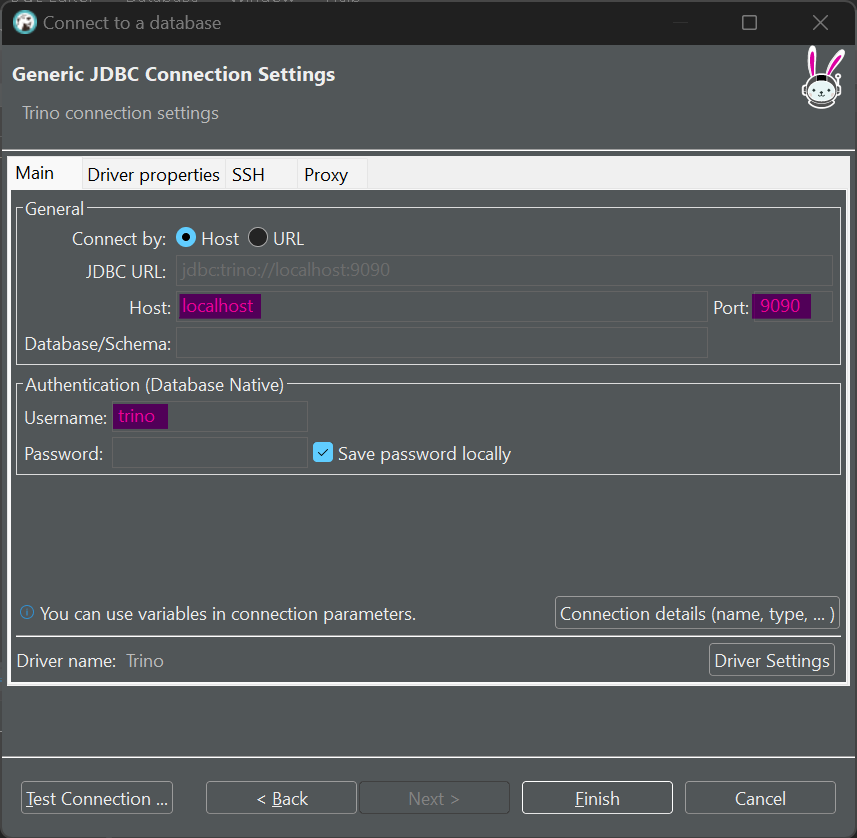 Connect to a database
Generic JDBC Connection Settings
Trino connection settings
Main Driver properties SSH Proxy
General
Connect by: Host URL
JDBC URL: jdbc:trino://localhost:9090
Host: localhost Port: 9090
Database/Schema:
Authentication (Database Native)
Username: trino
Password: Save password locally
You can use variables in connection parameters. Connection details (name, type, ... )
Driver name: Trino Driver Settings
Test Connection ... < Back Next > Finish Cancel